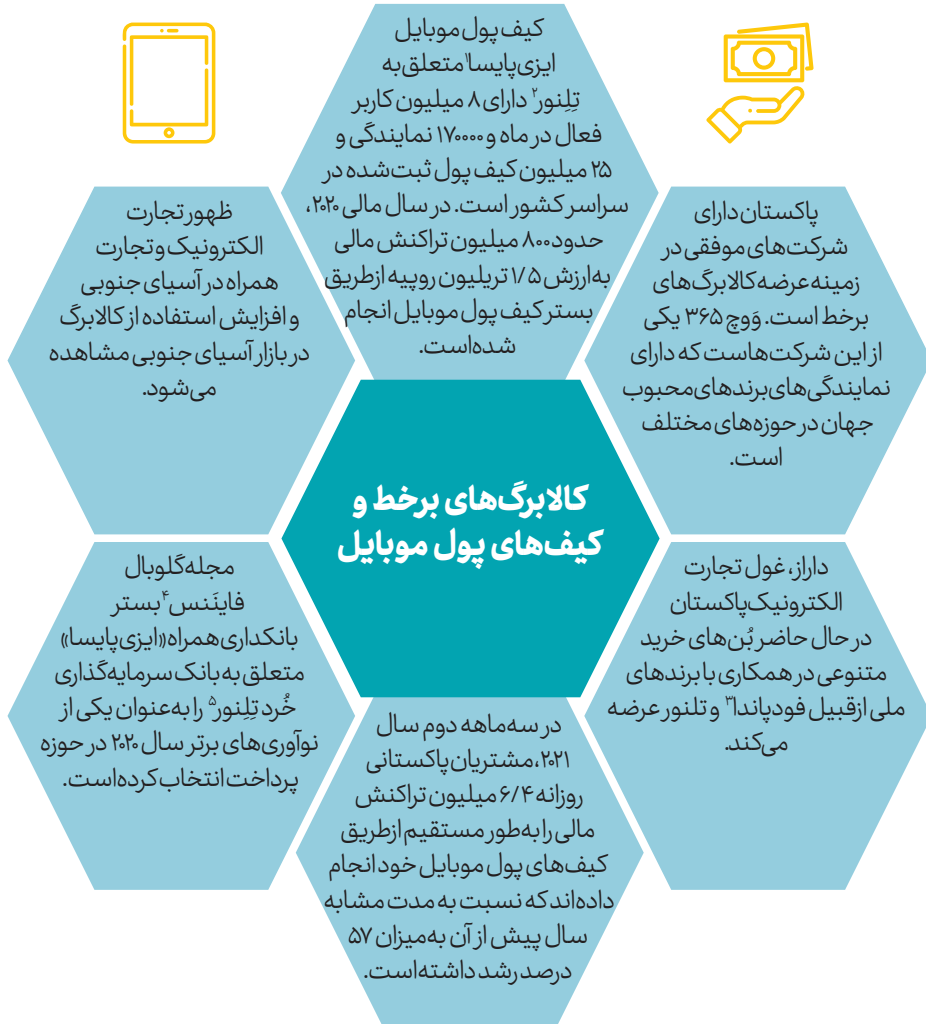 کیف پول موبایل
ایزی‌پایسا۱ متعلق به
تِلِنور۲ دارای ۸ میلیون کاربر
فعال در ماه و ۱۷۰۰۰۰ نمایندگی و
۲۵ میلیون کیف پول ثبت‌شده در
سراسر کشور است. در سال مالی ۲۰۲۰،
حدود ۸۰۰ میلیون تراکنش مالی
به‌ارزش ۱/۵ تریلیون روپیه ازطریق
بستر کیف پول موبایل انجام
شده‌است.
پاکستان دارای
شرکت‌های موفقی در
زمینه عرضه کالابرگ‌های
برخط است. وَوچ ۳۶۵ یکی
از این شرکت‌هاست که دارای
نمایندگی‌های برندهای محبوب
جهان در حوزه‌های مختلف
است.
ظهور تجارت
الکترونیک و تجارت
همراه در آسیای جنوبی
و افزایش استفاده از کالابرگ
در بازار آسیای جنوبی مشاهده
می‌شود.
کالابرگ‌های برخط و
کیف‌های پول موبایل
داراز، غول تجارت
الکترونیک پاکستان
در حال حاضر بُن‌های خرید
متنوعی در همکاری با برندهای
ملی ازقبیل فودپاندا۳ و تلنور عرضه
می‌کند.
مجله گلوبال
فاینَنس۴ بستر
بانکداری همراه «ایزی پایسا»
متعلق به بانک سرمایه‌گذاری
خُرد تِلِنور۵ را به‌عنوان یکی از
نوآوری‌های برتر سال ۲۰۲۰ در حوزه
پرداخت انتخاب کرده‌است.
در سه‌ماهه دوم سال
۲۰۲۱، مشتریان پاکستانی
روزانه ۶/۴ میلیون تراکنش
مالی را به‌طور مستقیم ازطریق
کیف‌های پول موبایل خود انجام
داده‌اند که نسبت به مدت مشابه
سال پیش از آن به‌میزان ۵۷
درصد رشد داشته‌است.